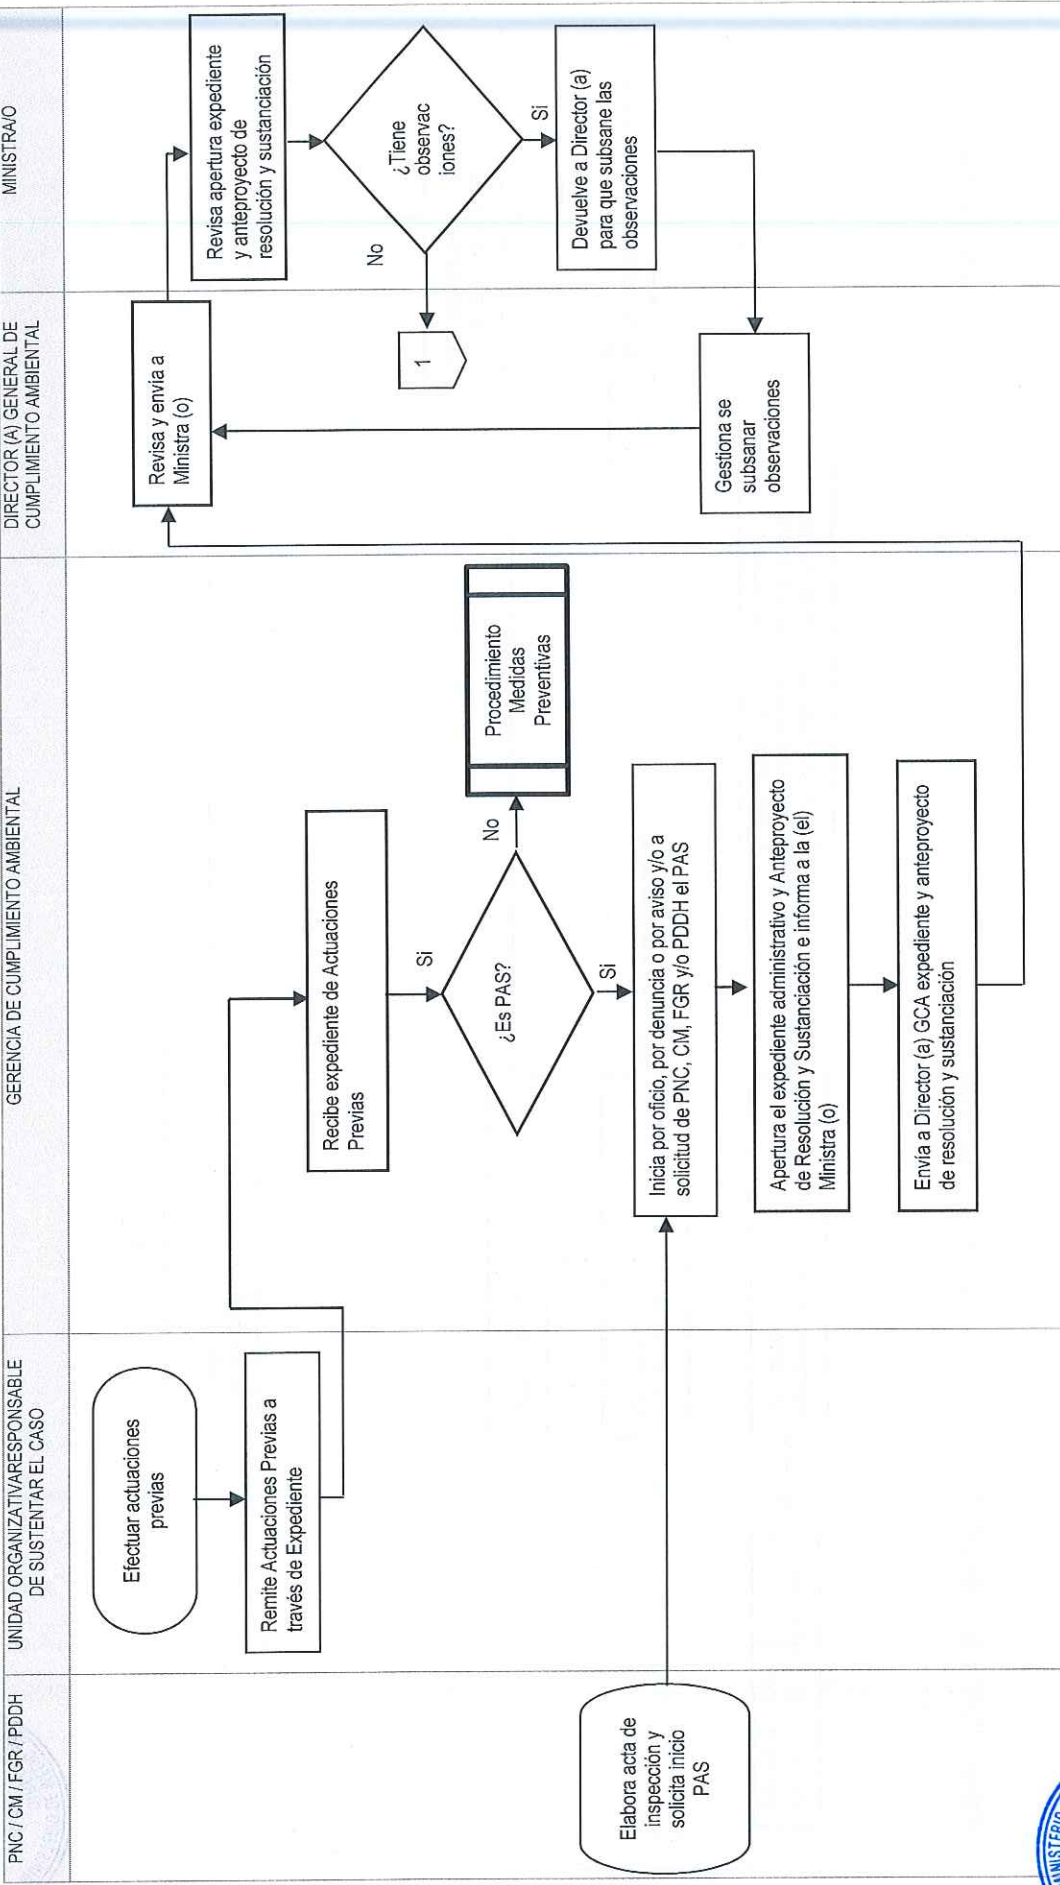 PNC / CM / FGR / PDDH
UNIDAD ORGANIZATIVARESPONSABLE
DE SUSTENTAR EL CASO
GERENCIA DE CUMPLIMIENTO AMBIENTAL
DIRECTOR (A) GENERAL DE
CUMPLIMIENTO AMBIENTAL
MINISTRA/O
Elabora acta de
inspección y
solicita inicio
PAS
Efectuar actuaciones
previas
Remite Actuaciones Previas a
través de Expediente
Recibe expediente de Actuaciones
Previas
Si
¿Es PAS?
No
Procedimiento
Medidas
Preventivas
Si
Inicia por oficio, por denuncia o por aviso y/o a
solicitud de PNC, CM, FGR y/o PDDH el PAS
Apertura el expediente administrativo y Anteproyecto
de Resolución y Sustanciación e informa a la (el)
Ministra (o)
Envía a Director (a) GCA expediente y anteproyecto
de resolución y sustanciación
Revisa y envía a
Ministra (o)
1
Gestiona se
subsanar
observaciones
Revisa apertura expediente
y anteproyecto de
resolución y sustanciación
¿Tiene
observac
iones?
No
Si
Devuelve a Director (a)
para que subsane las
observaciones